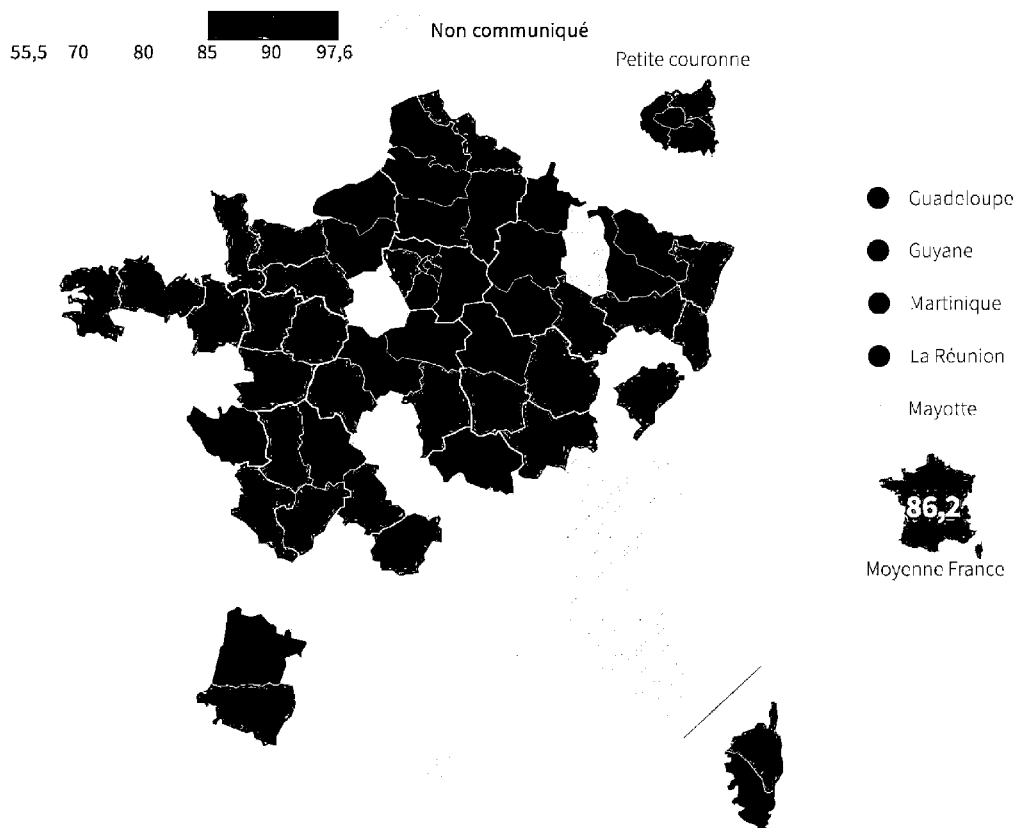 Non communiqué
55,5 70 80 85 90 97,6
Petite couronne
Guadeloupe
Guyane
Martinique
La Réunion
Mayotte
86,2
Moyenne France